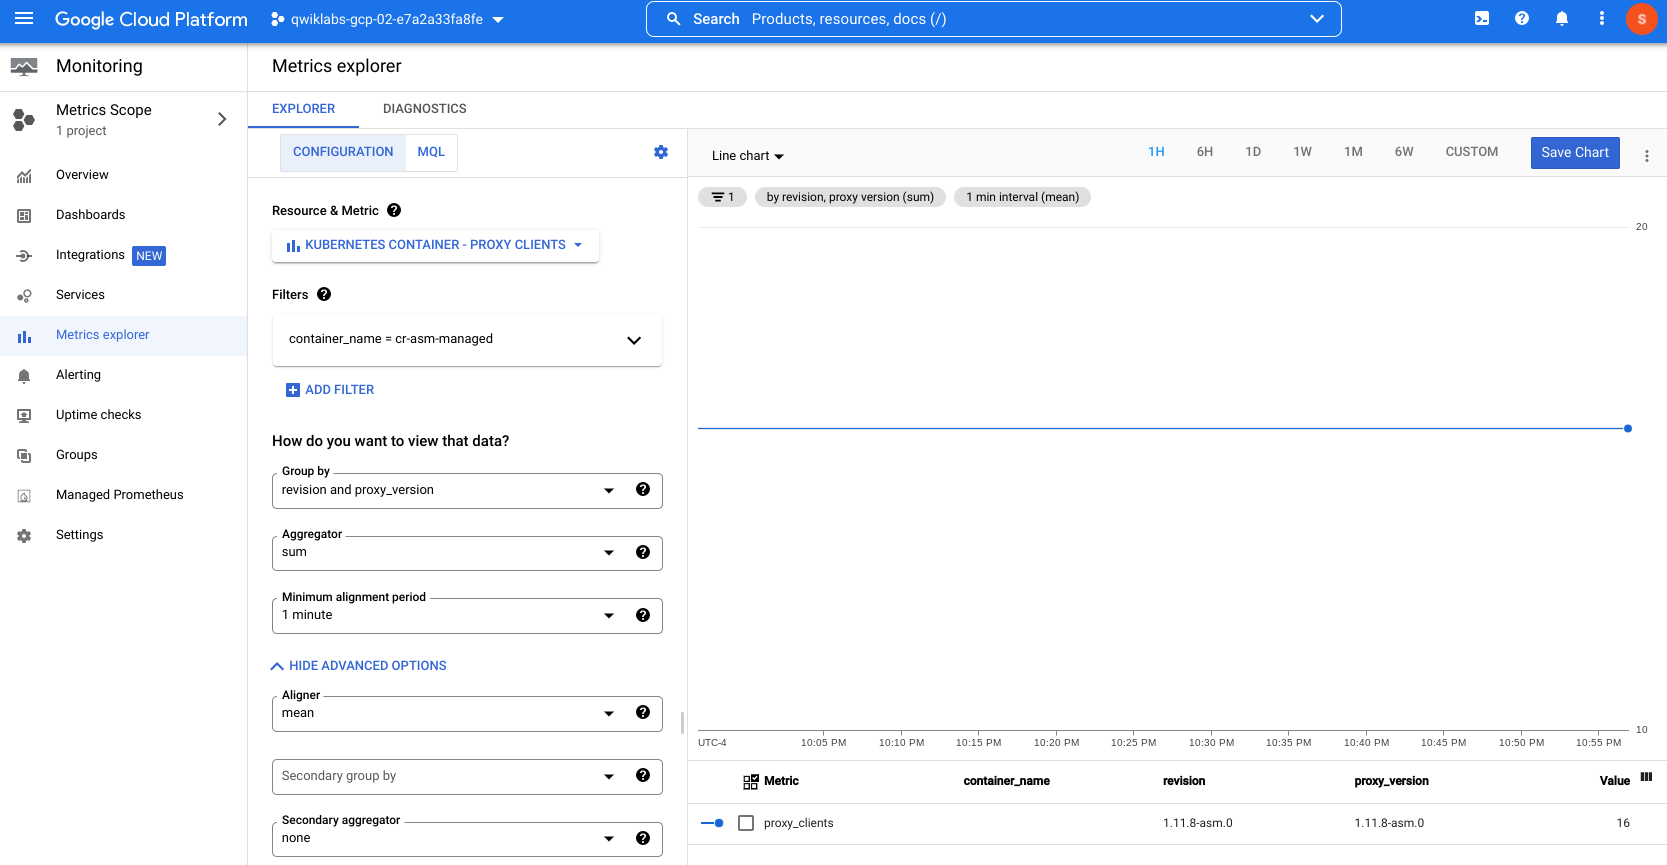 Google Cloud Platform
qwiklabs-gcp-02-e7a2a33fa8fe
Search Products, resources, docs (/)
S
Monitoring
Metrics Scope
1 project
Overview
Dashboards
Integrations NEW
Services
Metrics explorer
Alerting
Uptime checks
Groups
Managed Prometheus
Settings
Metrics explorer
EXPLORER DIAGNOSTICS
CONFIGURATION MQL
Resource & Metric
KUBERNETES CONTAINER - PROXY CLIENTS
Filters
container_name = cr-asm-managed
ADD FILTER
How do you want to view that data?
Group by
revision and proxy_version
Aggregator
sum
Minimum alignment period
1 minute
HIDE ADVANCED OPTIONS
Aligner
mean
Secondary group by
Secondary aggregator
none
Line chart
1H 6H 1D 1W 1M 6W CUSTOM Save Chart
1 by revision, proxy version (sum) 1 min interval (mean)
20
10
UTC-4 10:05 PM 10:10 PM 10:15 PM 10:20 PM 10:25 PM 10:30 PM 10:35 PM 10:40 PM 10:45 PM 10:50 PM 10:55 PM
Metric container_name revision proxy_version Value
proxy_clients 1.11.8-asm.0 1.11.8-asm.0 16